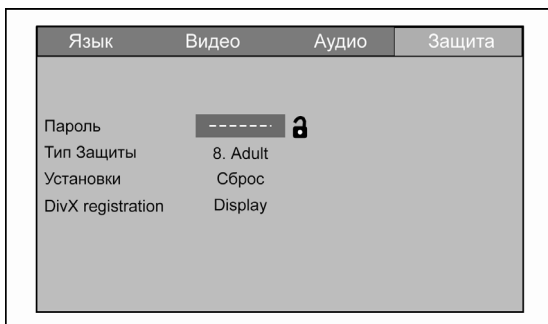 Язык Видео Аудио Защита
Пароль ------
Тип Защиты 8. Adult
Установки Сброс
DivX registration Display